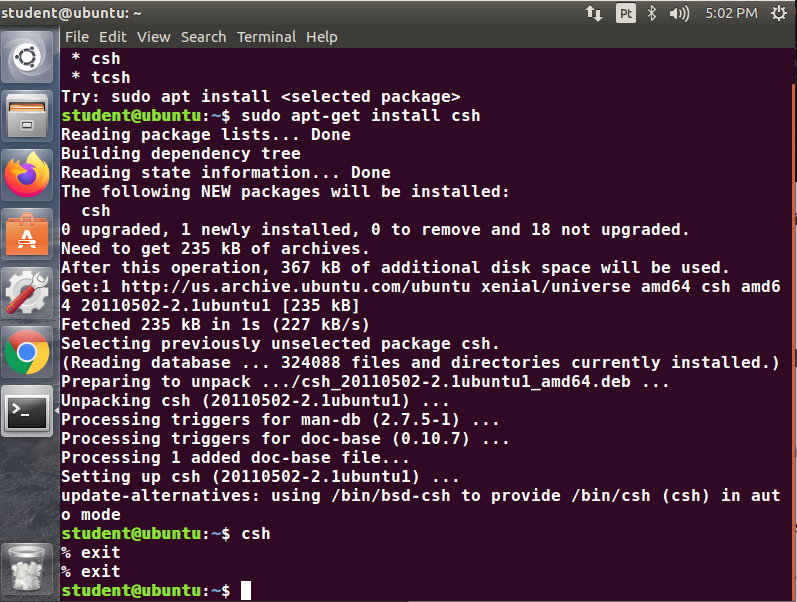 student@ubuntu: ~
Pt
5:02 PM
File Edit View Search Terminal Help
* csh
* tcsh
Try: sudo apt install <selected package>
student@ubuntu:~$ sudo apt-get install csh
Reading package lists... Done
Building dependency tree
Reading state information... Done
The following NEW packages will be installed:
csh
0 upgraded, 1 newly installed, 0 to remove and 18 not upgraded.
Need to get 235 kB of archives.
After this operation, 367 kB of additional disk space will be used.
Get:1 http://us.archive.ubuntu.com/ubuntu xenial/universe amd64 csh amd6
4 20110502-2.1ubuntu1 [235 kB]
Fetched 235 kB in 1s (227 kB/s)
Selecting previously unselected package csh.
(Reading database ... 324088 files and directories currently installed.)
Preparing to unpack .../csh_20110502-2.1ubuntu1_amd64.deb ...
Unpacking csh (20110502-2.1ubuntu1) ...
Processing triggers for man-db (2.7.5-1) ...
Processing triggers for doc-base (0.10.7) ...
Processing 1 added doc-base file...
Setting up csh (20110502-2.1ubuntu1) ...
update-alternatives: using /bin/bsd-csh to provide /bin/csh (csh) in aut
o mode
student@ubuntu:~$ csh
% exit
% exit
student@ubuntu:~$